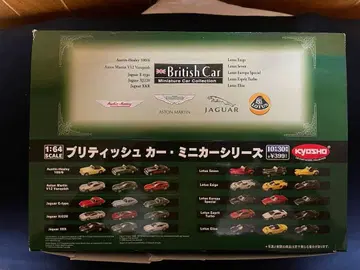 British Car
Miniature Car Collection
Austin-Healey 100/6
Aston Martin V12 Vanquish
Jaguar E-type
Jaguar XJ220
Jaguar XKR
Lotus Exige
Lotus Seven
Lotus Europa Special
Lotus Esprit Turbo
Lotus Elise
ASTON MARTIN
JAGUAR
LOTUS
1:64 SCALE
ブリティッシュ カー・ミニカーシリーズ
KYOSHO
Austin-Healey 100/6
Aston Martin V12 Vanquish
Jaguar E-type
Jaguar XJ220
Jaguar XKR
Lotus Seven
Lotus Exige
Lotus Europa Special
Lotus Esprit Turbo
Lotus Elise